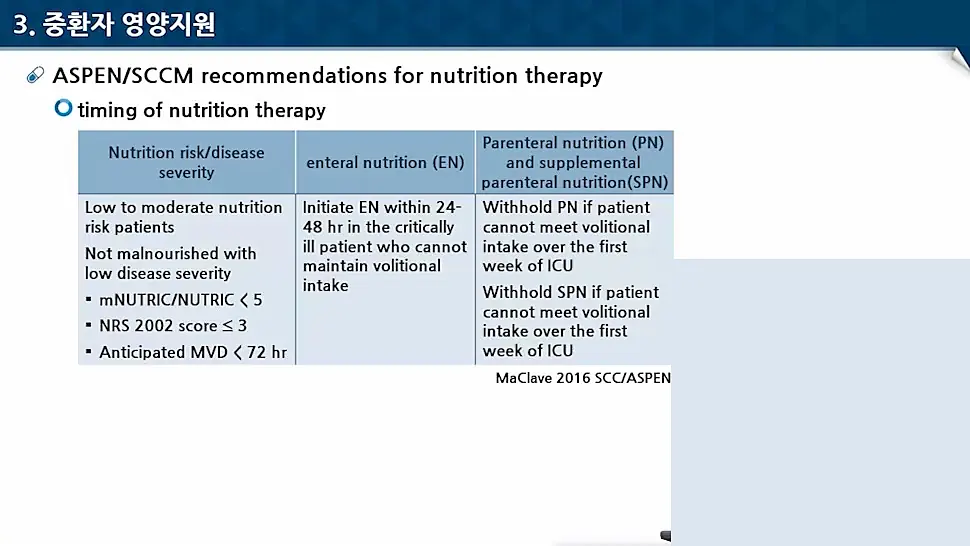 3. 중환자 영양지원
ASPEN/SCCM recommendations for nutrition therapy
timing of nutrition therapy
Nutrition risk/disease
severity
enteral nutrition (EN)
Parenteral nutrition (PN)
and supplemental
parenteral nutrition(SPN)
Low to moderate nutrition
risk patients
Not malnourished with
low disease severity
▪ mNUTRIC/NUTRIC < 5
▪ NRS 2002 score ≤ 3
▪ Anticipated MVD < 72 hr
Initiate EN within 24-
48 hr in the critically
ill patient who cannot
maintain volitional
intake
Withhold PN if patient
cannot meet volitional
intake over the first
week of ICU
Withhold SPN if patient
cannot meet volitional
intake over the first
week of ICU
MaClave 2016 SCC/ASPEN